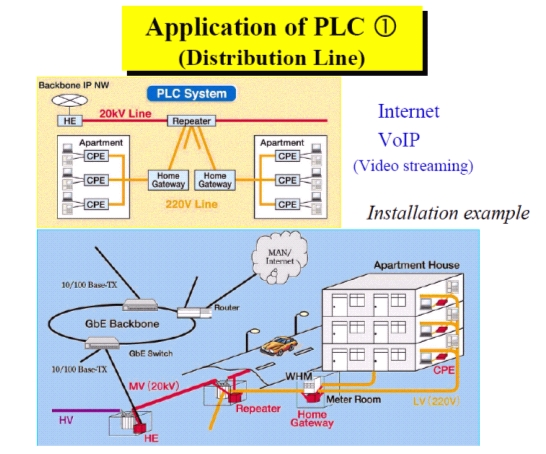 Application of PLC ①
(Distribution Line)
Backbone IP NW
PLC System
20kV Line
HE
Repeater
Apartment
Apartment
CPE
CPE
CPE
CPE
CPE
CPE
Home
Gateway
Home
Gateway
220V Line
Internet
VoIP
(Video streaming)
Installation example
MAN/
Internet
Apartment House
10/100 Base-TX
Router
GbE Backbone
GbE Switch
10/100 Base-TX
MV (20kV)
WHM
CPE
Meter Room
LV (220V)
Repeater
Home
Gateway
HV
HE